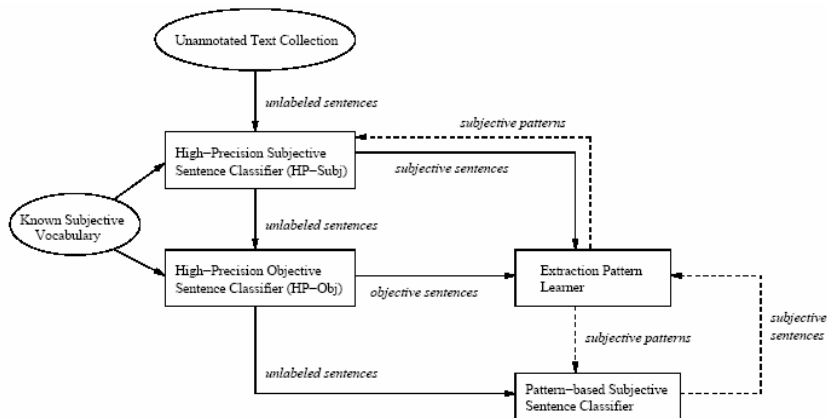 Unannotated Text Collection
unlabeled sentences
subjective patterns
High−Precision Subjective
Sentence Classifier (HP−Subj)
subjective sentences
Known Subjective
Vocabulary
unlabeled sentences
High−Precision Objective
Sentence Classifier (HP−Obj)
objective sentences
Extraction Pattern
Learner
subjective
sentences
subjective patterns
unlabeled sentences
Pattern−based Subjective
Sentence Classifier